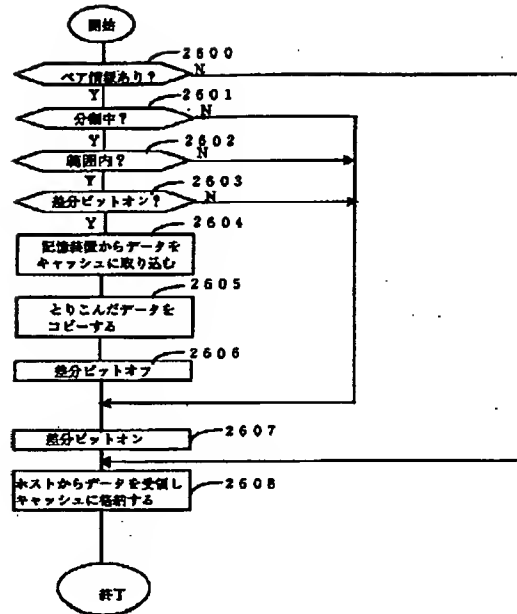 開始
2600
ペア情報あり? N
Y
2601
分割中? N
Y
2602
範囲内? N
Y
2603
差分ビットオン? N
Y
2604
記憶装置からデータを
キャッシュに取り込む
2605
とりこんだデータを
コピーする
2606
差分ビットオフ
差分ビットオン
2607
ホストからデータを受領し
キャッシュに格納する
2608
終了